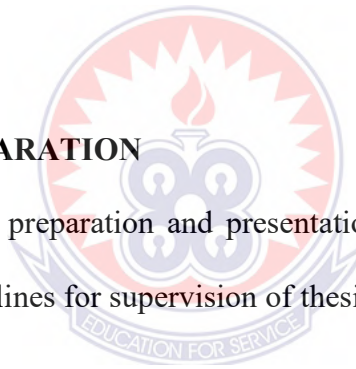 ARATION
preparation and presentatio
lines for supervision of thesi
EDUCATION FOR SERVICE